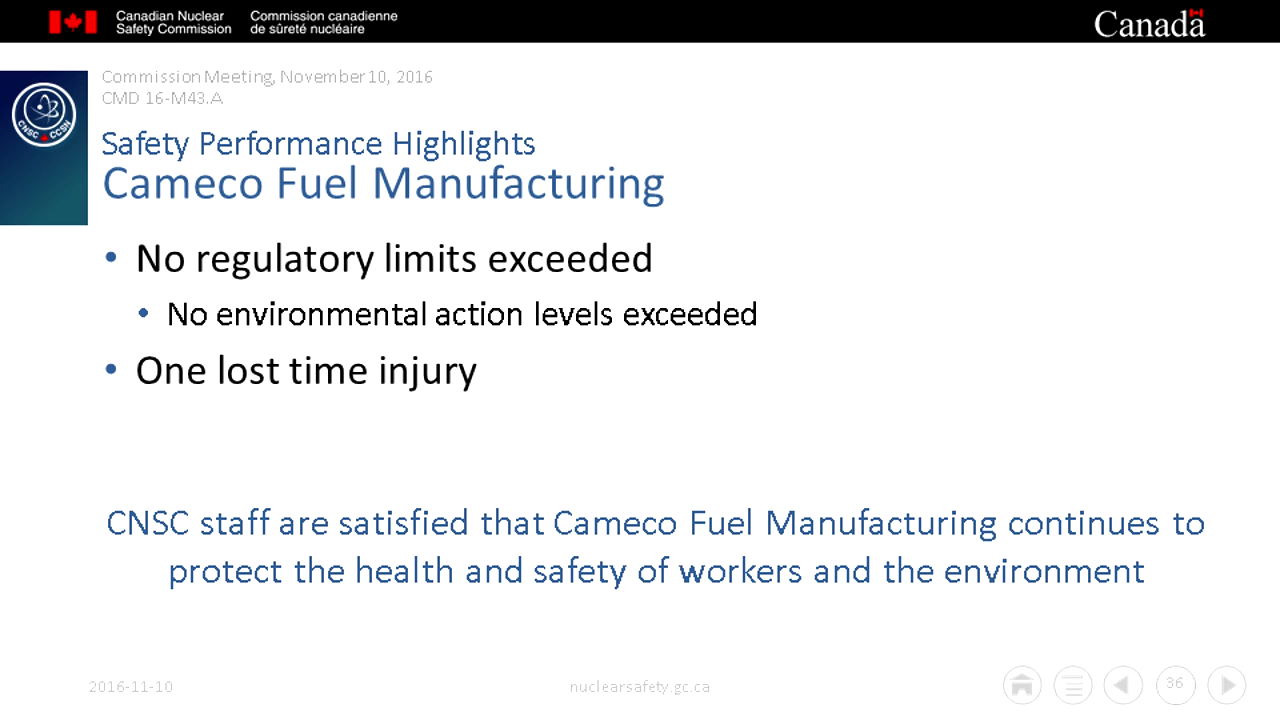 Canadian Nuclear Safety Commission
Commission canadienne de sûreté nucléaire
Canada
Commission Meeting, November 10, 2016
CMD 16-M43.A
CNSC CCSN
Safety Performance Highlights
Cameco Fuel Manufacturing
• No regulatory limits exceeded
• No environmental action levels exceeded
• One lost time injury
CNSC staff are satisfied that Cameco Fuel Manufacturing continues to
protect the health and safety of workers and the environment
2016-11-10
nuclearsafety.gc.ca
36